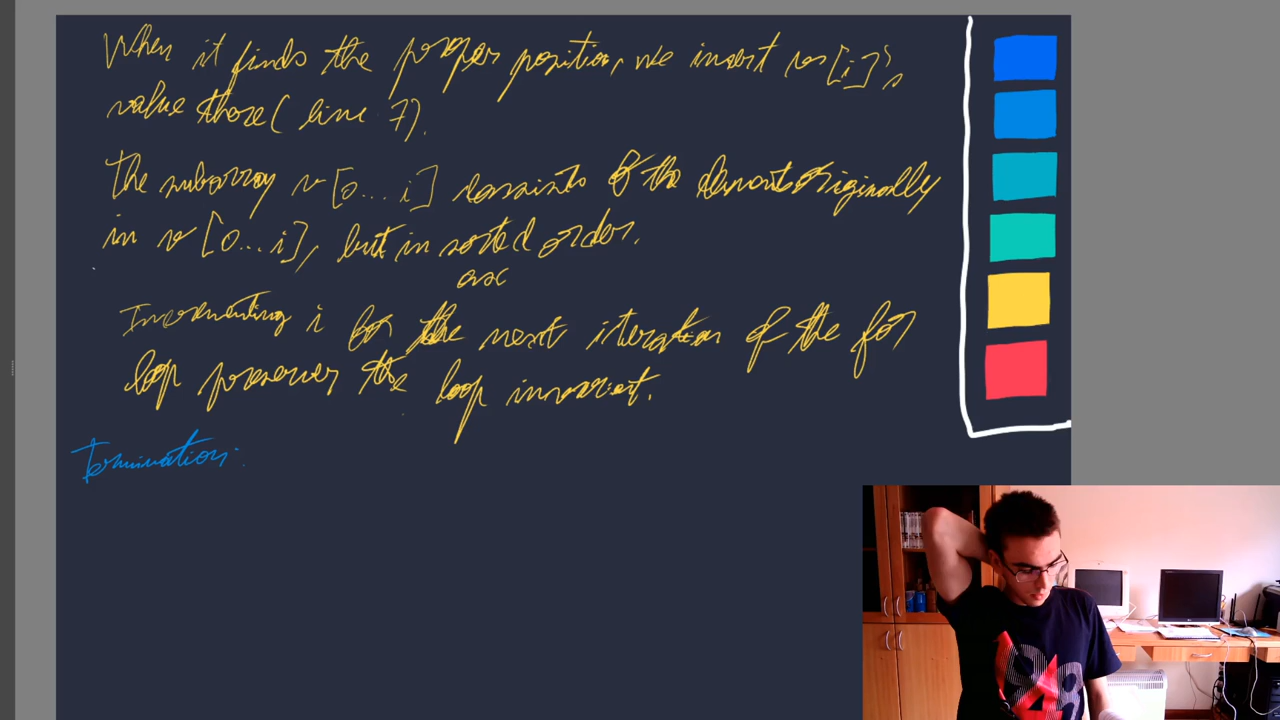 When it finds the proper position, we insert v[i]'s
value those (line 7).
The subarray v[0...i] consists of the elements originally
in v[0...i], but in sorted order.
asc
Incrementing i for the next iteration of the for
loop preserves the loop invariant.
Termination: